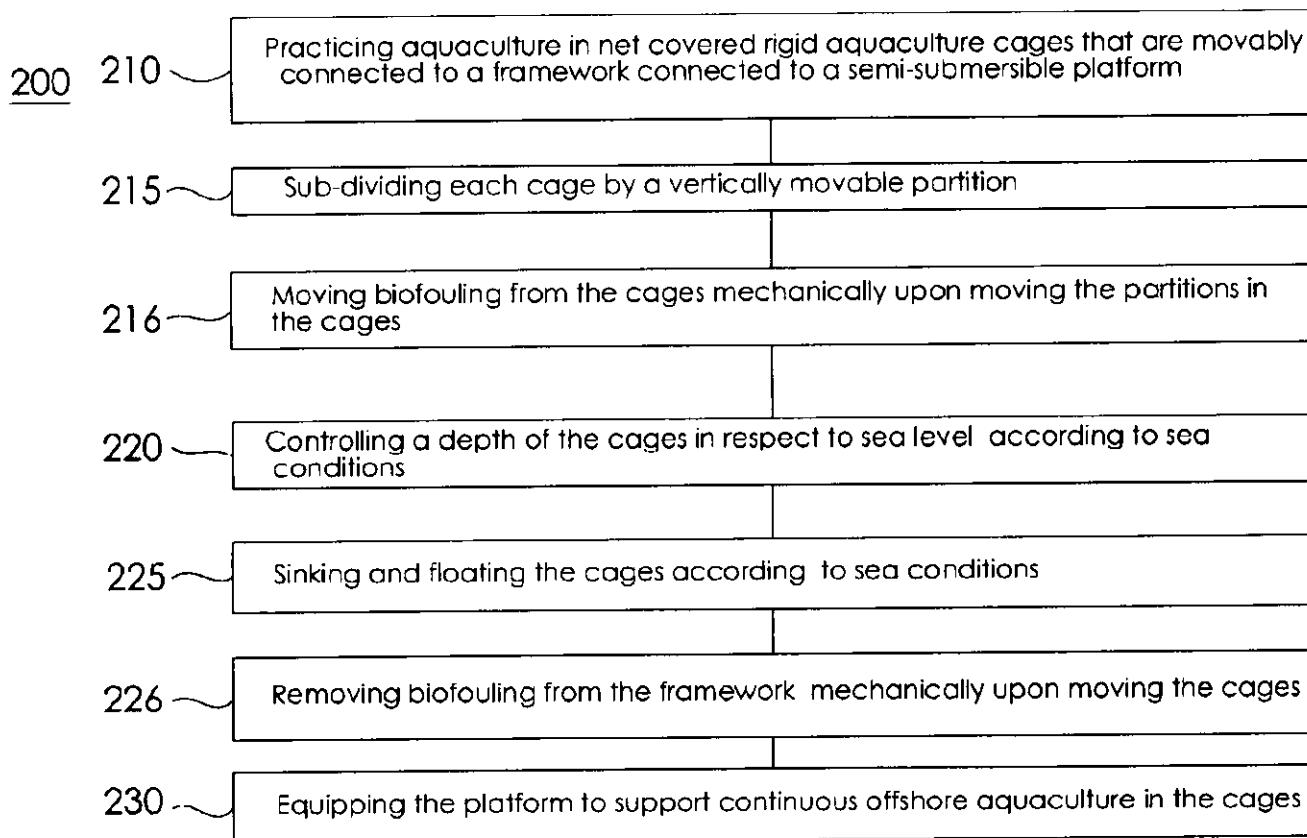 200
210
Practicing aquaculture in net covered rigid aquaculture cages that are movably
connected to a framework connected to a semi-submersible platform
215
Sub-dividing each cage by a vertically movable partition
216
Moving biofouling from the cages mechanically upon moving the partitions in
the cages
220
Controlling a depth of the cages in respect to sea level according to sea
conditions
225
Sinking and floating the cages according to sea conditions
226
Removing biofouling from the framework mechanically upon moving the cages
230
Equipping the platform to support continuous offshore aquaculture in the cages